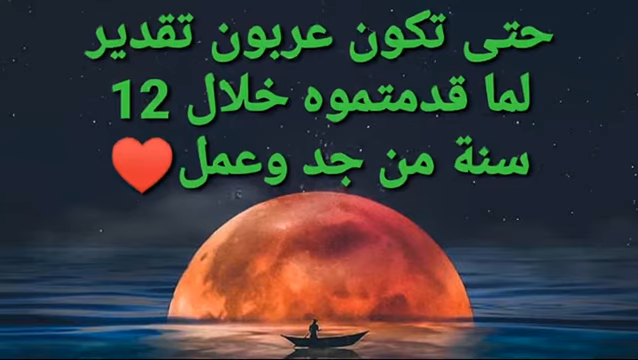 حتى تكون عربون تقدير
لما قدمتموه خلال 12
سنة من جد وعمل♥️